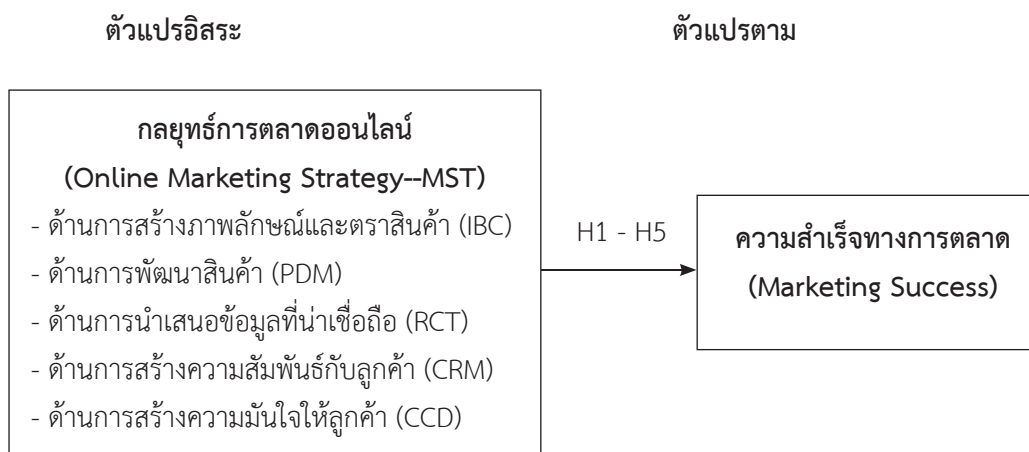 ตัวแปรอิสระ
ตัวแปรตาม
กลยุทธ์การตลาดออนไลน์
(Online Marketing Strategy--MST)
- ด้านการสร้างภาพลักษณ์และตราสินค้า (IBC)
- ด้านการพัฒนาสินค้า (PDM)
- ด้านการนำเสนอข้อมูลที่น่าเชื่อถือ (RCT)
- ด้านการสร้างความสัมพันธ์กับลูกค้า (CRM)
- ด้านการสร้างความมันใจให้ลูกค้า (CCD)
H1 - H5
ความสำเร็จทางการตลาด
(Marketing Success)